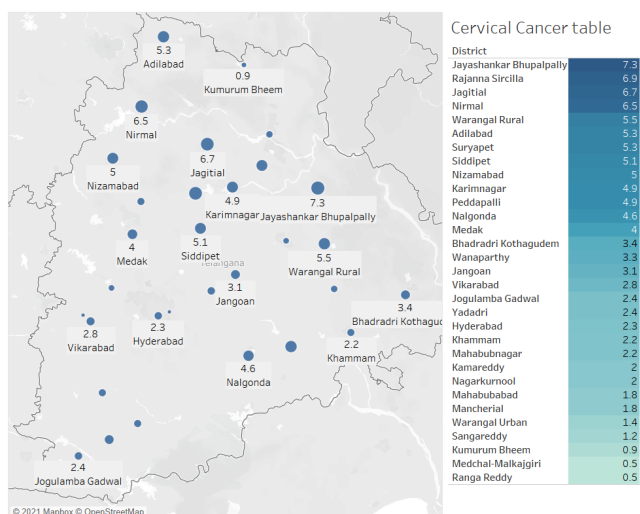 5.3
Adilabad
0.9
Kumurum Bheem
6.5
Nirmal
6.7
Jagitial
5
Nizamabad
4.9
Karimnagar
7.3
Jayashankar Bhupalpally
4
Medak
5.1
Siddipet
Telangana
5.5
Warangal Rural
3.1
Jangoan
3.4
Bhadradri Kothagud
2.8
Vikarabad
2.3
Hyderabad
2.2
Khammam
4.6
Nalgonda
2.4
Jogulamba Gadwal
© 2021 Mapbox © OpenStreetMap
Cervical Cancer table
District
Jayashankar Bhupalpally 7.3
Rajanna Sircilla 6.9
Jagitial 6.7
Nirmal 6.5
Warangal Rural 5.5
Adilabad 5.3
Suryapet 5.3
Siddipet 5.1
Nizamabad 5
Karimnagar 4.9
Peddapalli 4.9
Nalgonda 4.6
Medak 4
Bhadradri Kothagudem 3.4
Wanaparthy 3.3
Jangoan 3.1
Vikarabad 2.8
Jogulamba Gadwal 2.4
Yadadri 2.4
Hyderabad 2.3
Khammam 2.2
Mahabubnagar 2.2
Kamareddy 2
Nagarkurnool 2
Mahabubabad 1.8
Mancherial 1.8
Warangal Urban 1.4
Sangareddy 1.2
Kumurum Bheem 0.9
Medchal-Malkajgiri 0.5
Ranga Reddy 0.5